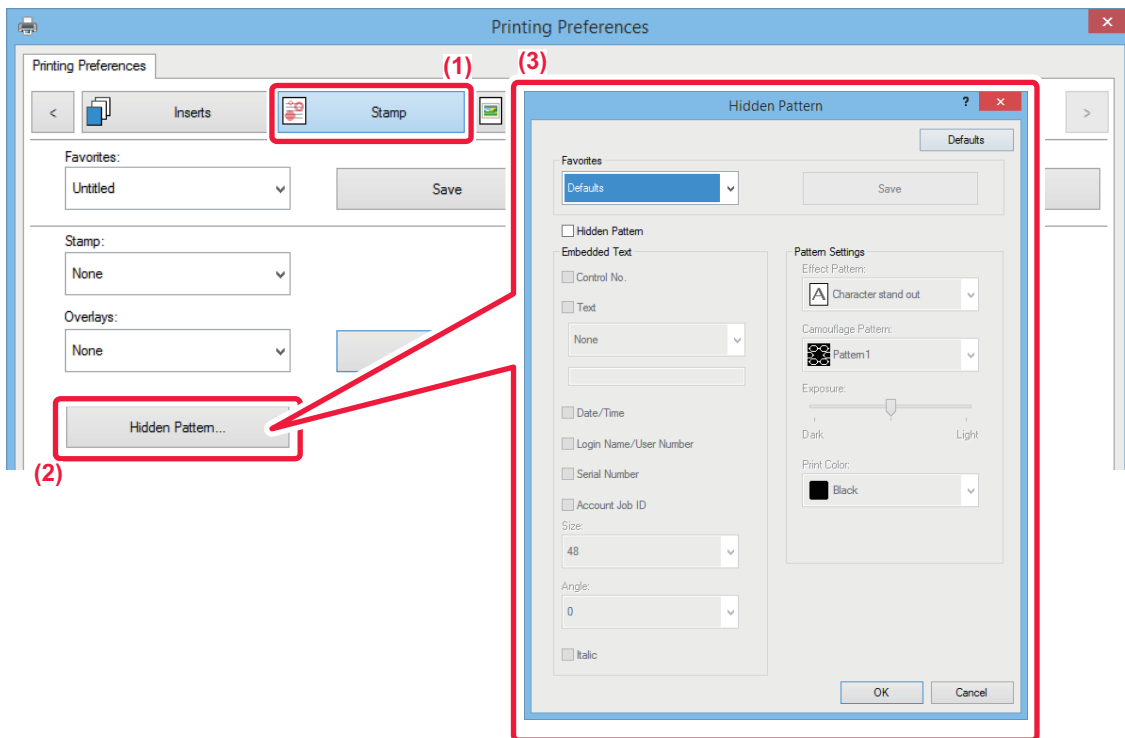 Printing Preferences
Printing Preferences
(1)
(3)
<
Inserts
Stamp
>
Favorites:
Untitled
Save
Stamp:
None
Overlays:
None
Hidden Pattern...
(2)
Hidden Pattern
?
Defaults
Favorites
Defaults
Save
Hidden Pattern
Embedded Text
Control No.
Text
None
Date/Time
Login Name/User Number
Serial Number
Account Job ID
Size:
48
Angle:
0
Italic
Pattern Settings
Effect Pattern:
A Character stand out
Camouflage Pattern:
Pattern1
Exposure:
Dark Light
Print Color:
Black
OK Cancel